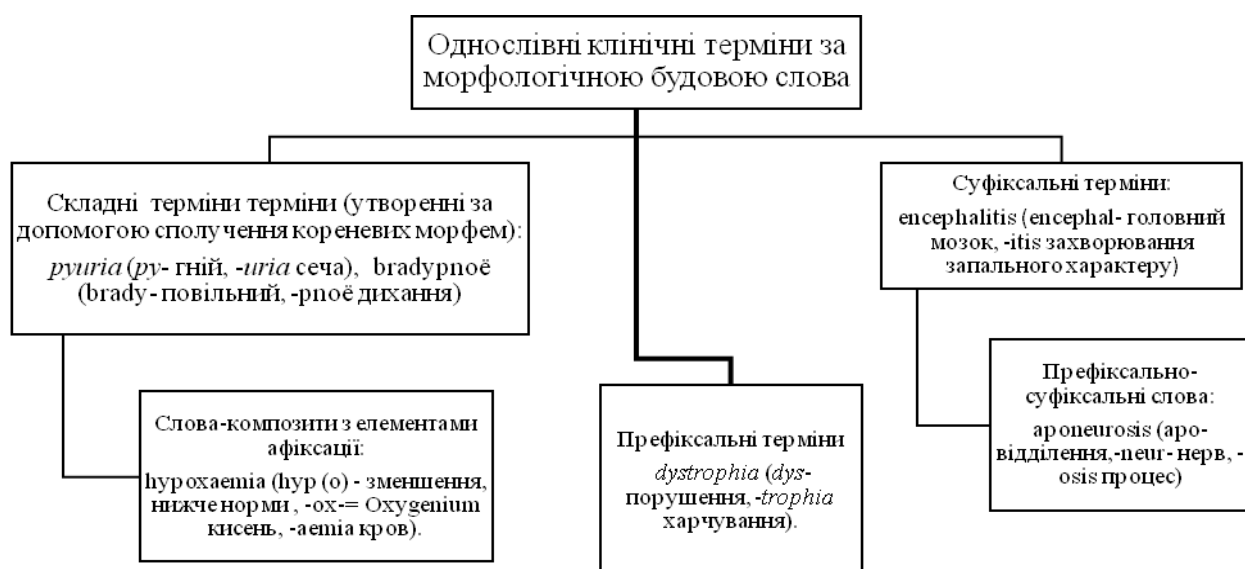 Однослівні клінічні терміни за
морфологічною будовою слова
Складні терміни терміни (утворенні за
допомогою сполучення кореневих морфем):
pyuria (py- гній, -uria сеча), bradypnoë
(brady- повільний, -pnoë дихання)
Слова-композити з елементами
афіксації:
hypoxaemia (hyp (o) - зменшення,
нижче норми , -ox-= Oxygenium
кисень, -aemia кров).
Префіксальні терміни
dystrophia (dys-
порушення, -trophia
харчування).
Суфіксальні терміни:
encephalitis (encephal- головний
мозок, -itis захворювання
запального характеру)
Префіксально-
суфіксальні слова:
aponeurosis (apo-
відділення,-neur- нерв, -
osis процес)